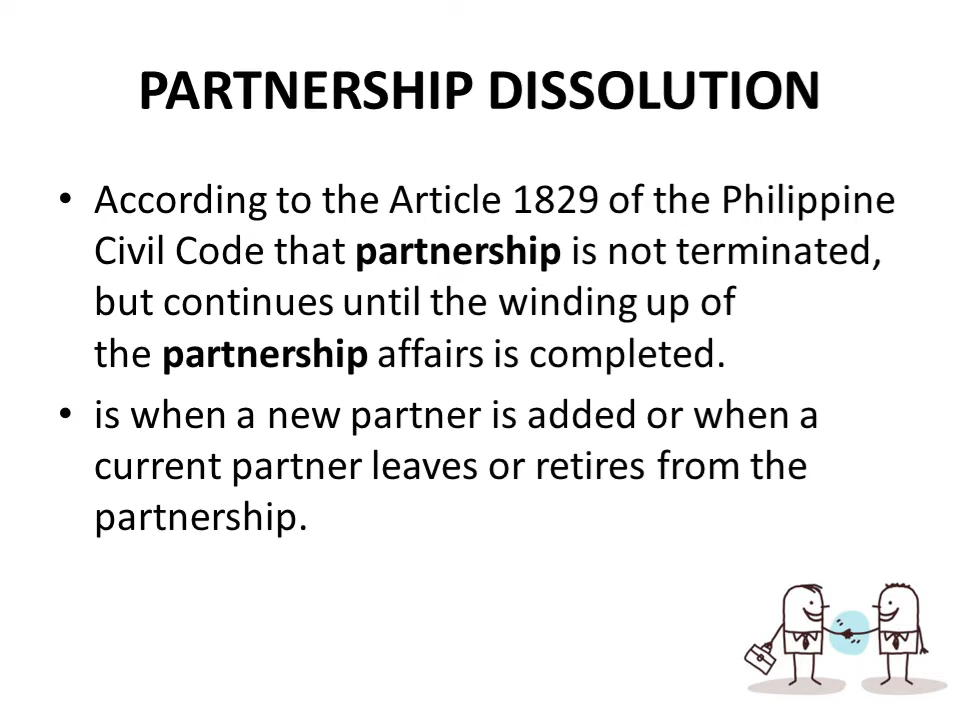 PARTNERSHIP DISSOLUTION
• According to the Article 1829 of the Philippine
Civil Code that partnership is not terminated,
but continues until the winding up of
the partnership affairs is completed.
• is when a new partner is added or when a
current partner leaves or retires from the
partnership.